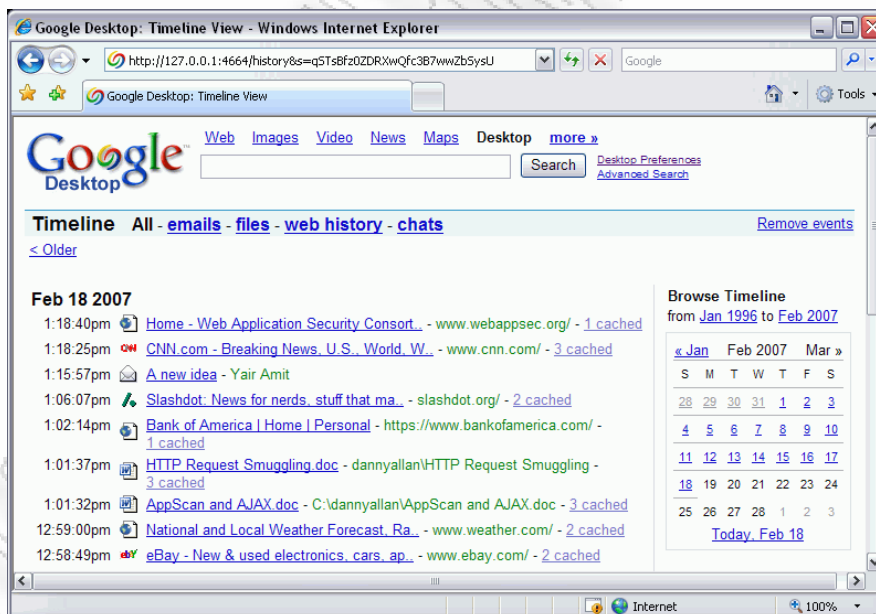 Google Desktop: Timeline View - Windows Internet Explorer
http://127.0.0.1:4664/history&s=qSTsBfz0ZDRXwQfc3B7wwZb5ysU
Google
Google Desktop: Timeline View
Tools
Web Images Video News Maps Desktop more »
Google™
Desktop
Search
Desktop Preferences
Advanced Search
Timeline All - emails - files - web history - chats
Remove events
< Older
Feb 18 2007
1:18:40pm Home - Web Application Security Consort.. - www.webappsec.org/ - 1 cached
1:18:25pm CNN CNN.com - Breaking News, U.S., World, W.. - www.cnn.com/ - 3 cached
1:15:57pm A new idea - Yair Amit
1:06:07pm Slashdot: News for nerds, stuff that ma.. - slashdot.org/ - 2 cached
1:02:14pm Bank of America | Home | Personal - https://www.bankofamerica.com/ -
1 cached
1:01:37pm HTTP Request Smuggling.doc - dannyallan\HTTP Request Smuggling -
3 cached
1:01:32pm AppScan and AJAX.doc - C:\dannyallan\AppScan and AJAX.doc - 3 cached
12:59:00pm National and Local Weather Forecast, Ra.. - www.weather.com/ - 2 cached
12:58:49pm ebY eBay - New & used electronics, cars, ap.. - www.ebay.com/ - 2 cached
Browse Timeline
from Jan 1996 to Feb 2007
« Jan Feb 2007 Mar »
S M T W T F S
28 29 30 31 1 2 3
4 5 6 7 8 9 10
11 12 13 14 15 16 17
18 19 20 21 22 23 24
25 26 27 28 1 2 3
Today, Feb 18
Internet
100%